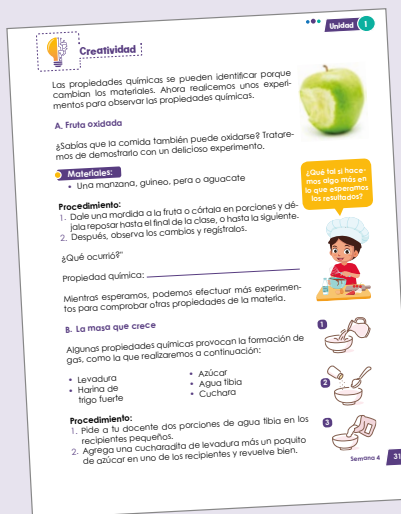 Unidad 1
Creatividad
Las propiedades químicas se pueden identificar porque
cambian los materiales. Ahora realicemos unos experi-
mentos para observar las propiedades químicas.
A. Fruta oxidada
¿Sabías que la comida también puede oxidarse? Tratare-
mos de demostrarlo con un delicioso experimento.
Materiales:
• Una manzana, guineo, pera o aguacate
Procedimiento:
1. Dale una mordida a la fruta o córtala en porciones y dé-
jala reposar hasta el final de la clase, o hasta la siguiente.
2. Después, observa los cambios y regístralos.
¿Qué ocurrió?"
Propiedad química:
¿Qué tal si hace-
mos algo más en
lo que esperamos
los resultados?
Mientras esperamos, podemos efectuar más experimen-
tos para comprobar otras propiedades de la materia.
B. La masa que crece
Algunas propiedades químicas provocan la formación de
gas, como la que realizaremos a continuación:
• Levadura
• Harina de
trigo fuerte
• Azúcar
• Agua tibia
• Cuchara
Procedimiento:
1. Pide a tu docente dos porciones de agua tibia en los
recipientes pequeños.
2. Agrega una cucharadita de levadura más un poquito
de azúcar en uno de los recipientes y revuelve bien.
1
2
3
Semana 4 31